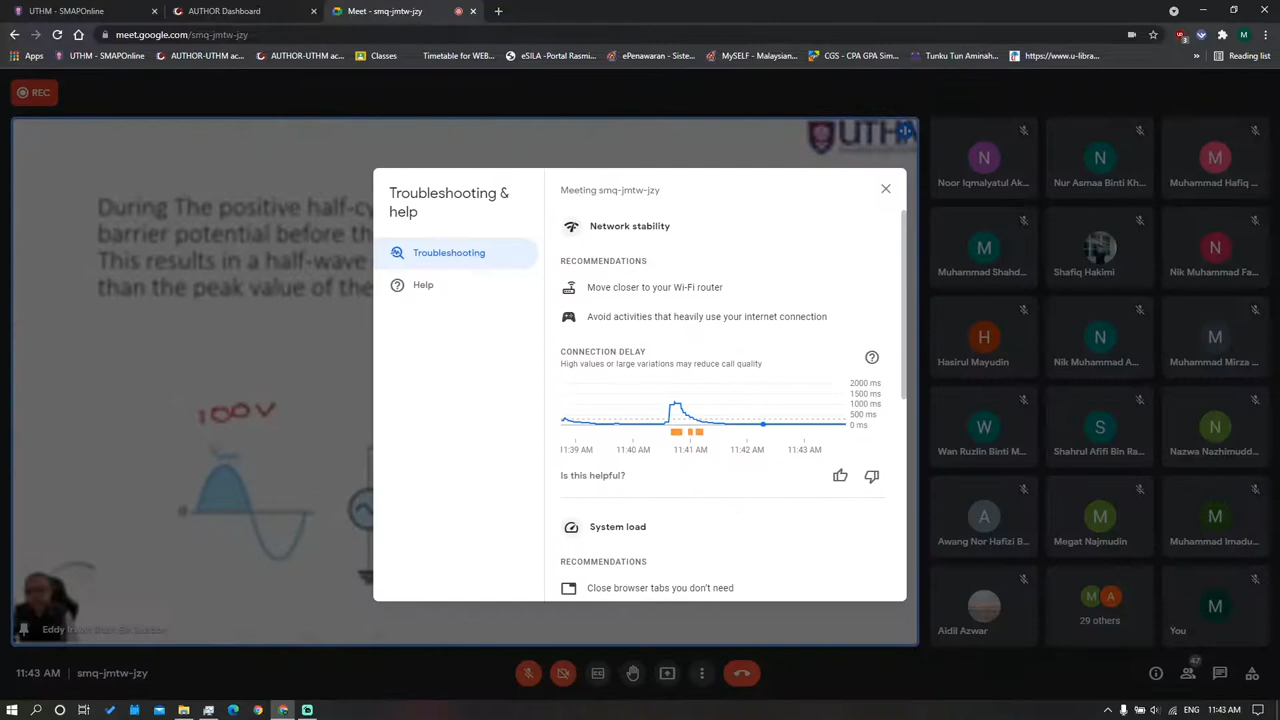 UTHM - SMAPOnline
AUTHOR Dashboard
Meet - smq-jmtw-jzy
meet.google.com/smq-jmtw-jzy
Apps
UTHM - SMAPOnline
AUTHOR-UTHM ac...
AUTHOR-UTHM ac...
Classes
Timetable for WEB...
eSILA -Portal Rasmi...
ePenawaran - Siste...
MySELF - Malaysian...
CGS - CPA GPA Sys...
Tunku Tun Aminah...
https://www.u-libra...
»
Reading list
REC
UTHM
During The positive half-cy
barrier potential before th
This results in a half-wave
than the peak value of the
100V
0
Troubleshooting &
help
Troubleshooting
Help
Meeting smq-jmtw-jzy
Network stability
RECOMMENDATIONS
Move closer to your Wi-Fi router
Avoid activities that heavily use your internet connection
CONNECTION DELAY
High values or large variations may reduce call quality
2000 ms
1500 ms
1000 ms
500 ms
0 ms
11:39 AM
11:40 AM
11:41 AM
11:42 AM
11:43 AM
Is this helpful?
System load
RECOMMENDATIONS
Close browser tabs you don't need
N
Noor Iqmalyatul Ak...
N
Nur Asmaa Binti Kh...
M
Muhammad Hafiq ...
M
Muhammad Shahd...
Shafiq Hakimi
N
Nik Muhammad Fa...
H
Hasirul Mayudin
N
Nik Muhammad A...
M
Muhammad Mirza ...
W
Wan Ruzlin Binti M...
S
Shahrul Afifi Bin Ra...
N
Nazwa Nazhimudd...
A
Awang Nor Hafizi B...
M
Megat Najmudin
M
Muhammad Imadu...
Aidil Azwar
M A
29 others
M
You
11:43 AM | smq-jmtw-jzy
47
11:43 AM